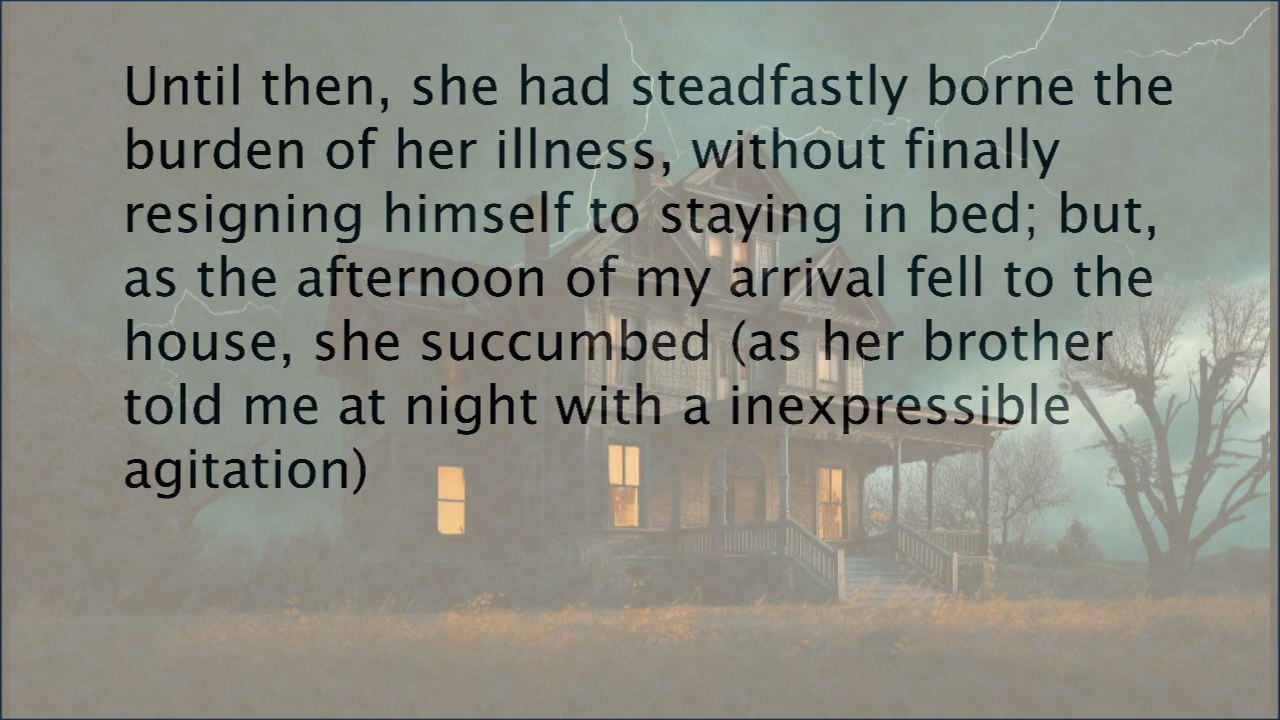 Until then, she had steadfastly borne the
burden of her illness, without finally
resigning himself to staying in bed; but,
as the afternoon of my arrival fell to the
house, she succumbed (as her brother
told me at night with a inexpressible
agitation)